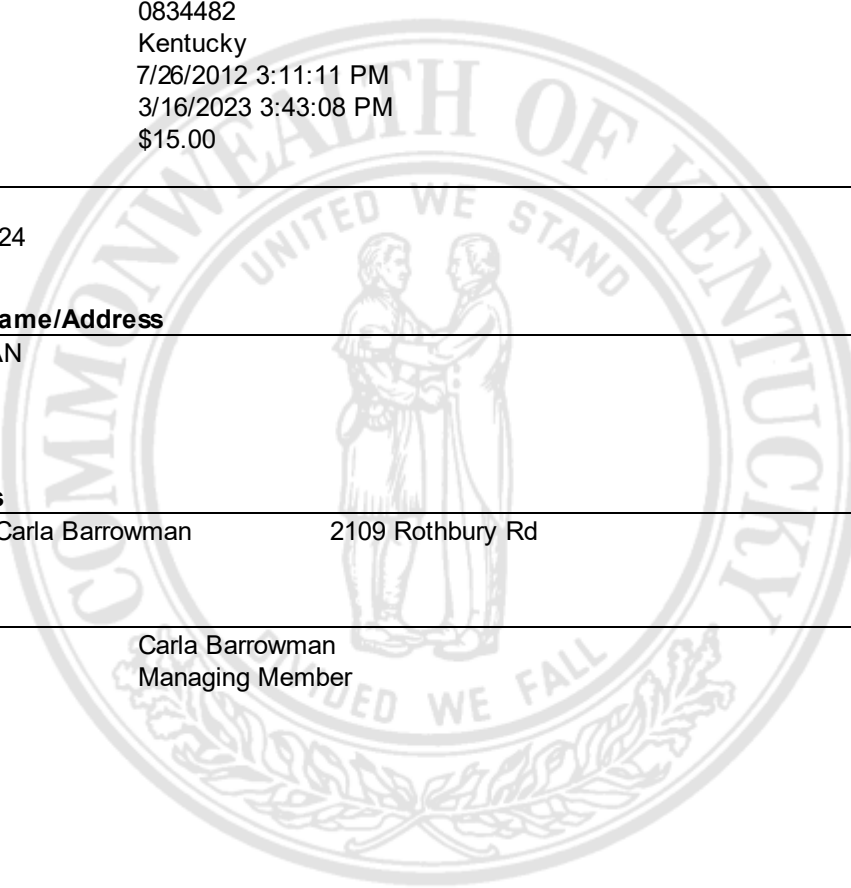 0834482
Kentucky
7/26/2012 3:11:11 PM
3/16/2023 3:43:08 PM
$15.00
24
ame/Address
AN
s
Carla Barrowman 2109 Rothbury Rd
Carla Barrowman
Managing Member
COMMONWEALTH OF KENTUCKY
UNITED WE STAND
DIVIDED WE FALL